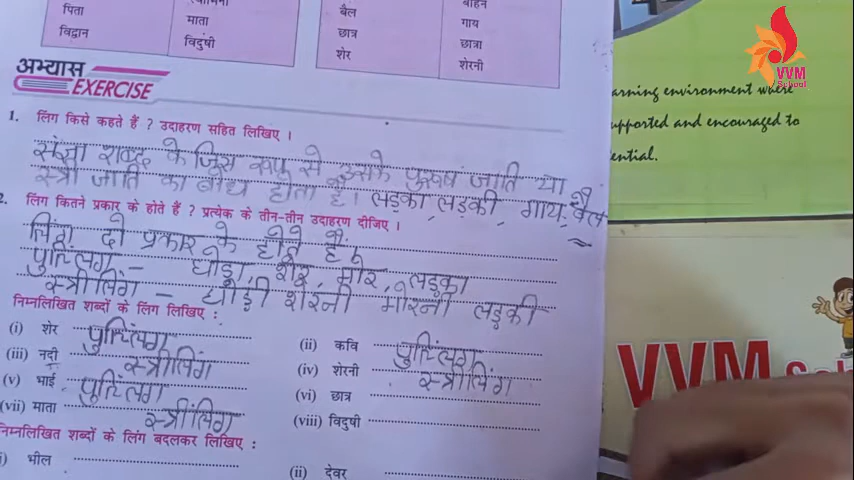 पिता
माता
विद्वान
विदुषी
बैल
गाय
छात्र
छात्रा
शेर
शेरनी
अभ्यास
EXERCISE
1. लिंग किसे कहते हैं ? उदाहरण सहित लिखिए ।
संज्ञा शब्द के जिस रूप से उसके पुरुष जाति या
स्त्री जाति का बोध होता है। लड़का, लड़की, गाय, बैल
2. लिंग कितने प्रकार के होते हैं ? प्रत्येक के तीन-तीन उदाहरण दीजिए ।
लिंग दो प्रकार के होते हैं,
पुल्लिंग - घोड़ा, शेर, मोर, लड़का
स्त्रीलिंग - घोड़ी शेरनी मोरनी लड़की
निम्नलिखित शब्दों के लिंग लिखिए :
(i) शेर पुल्लिंग (ii) कवि पुल्लिंग
(iii) नदी स्त्रीलिंग (iv) शेरनी स्त्रीलिंग
(v) भाई पुल्लिंग (vi) छात्र
(vii) माता स्त्रीलिंग (viii) विदुषी
निम्नलिखित शब्दों के लिंग बदलकर लिखिए :
i) भील (ii) देवर
VVM
School
arning environment where
upported and encouraged to
ential.
VVM